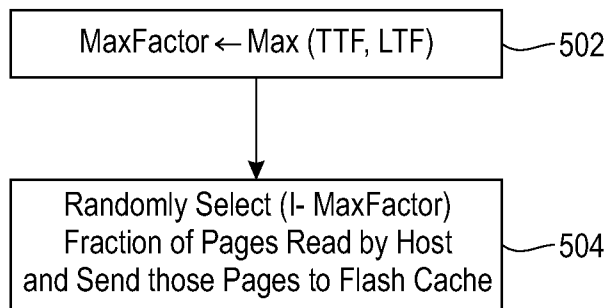 MaxFactor ← Max (TTF, LTF)
502
Randomly Select (I- MaxFactor)
Fraction of Pages Read by Host
and Send those Pages to Flash Cache
504